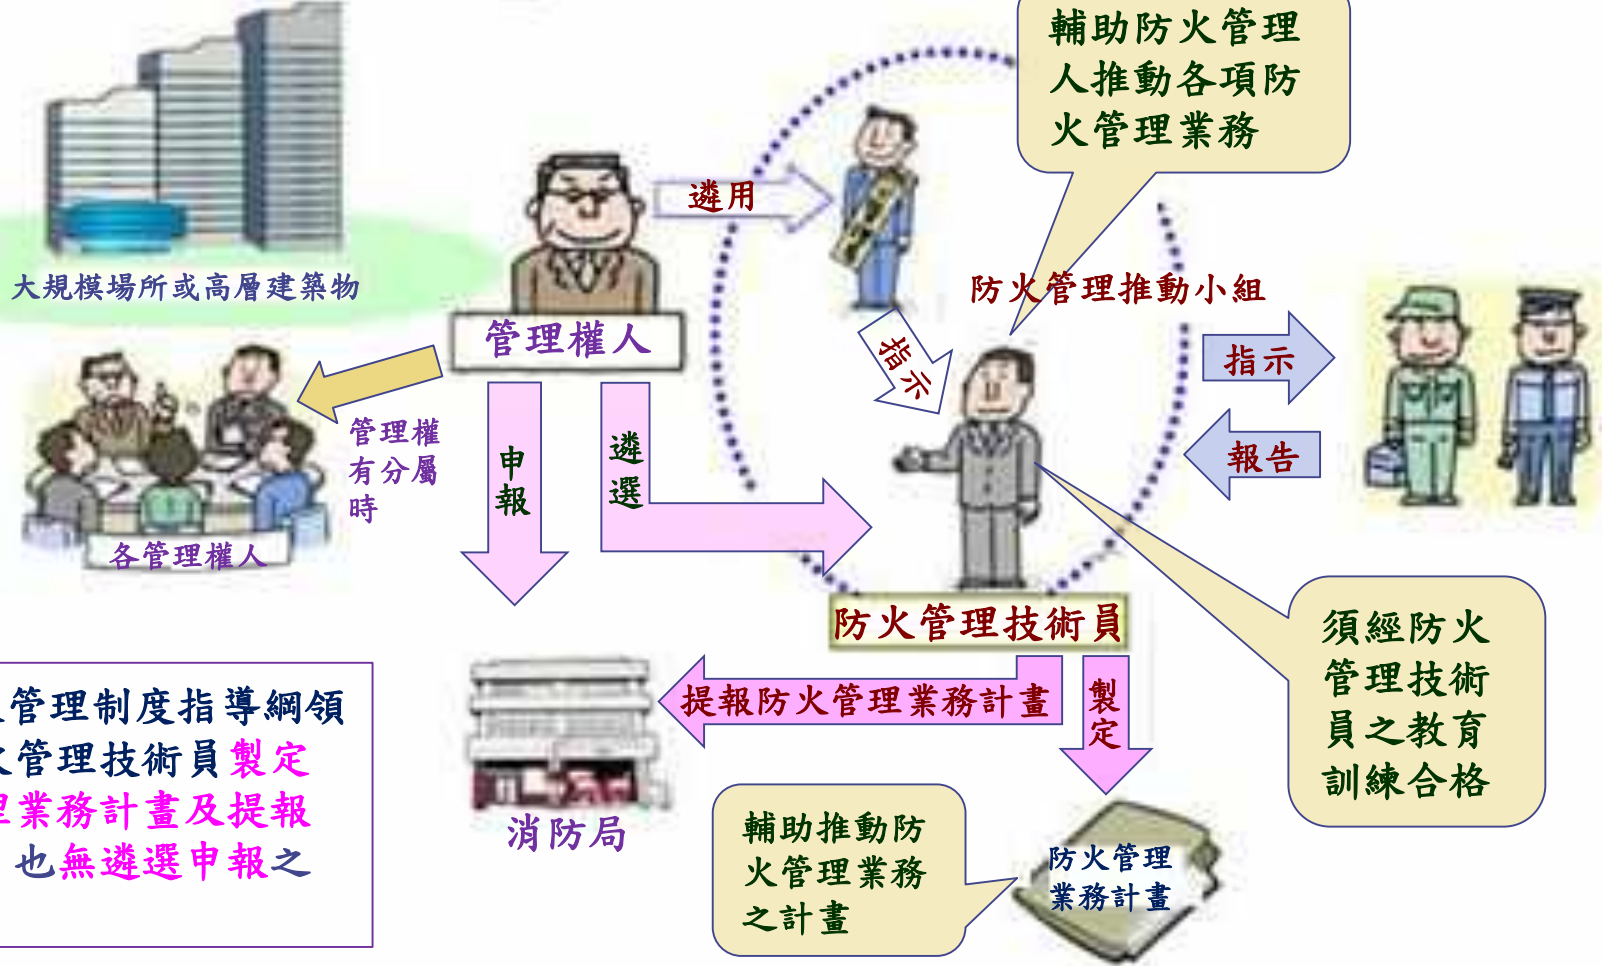 輔助防火管理
人推動各項防
火管理業務
遴用
大規模場所或高層建築物
防火管理推動小組
管理權人
指示
指示
報告
管理權
有分屬
時
申報
遴選
各管理權人
防火管理技術員
須經防火
管理技術
員之教育
訓練合格
提報防火管理業務計畫
製定
管理制度指導綱領
管理技術員製定
業務計畫及提報
也無遴選申報之
消防局
輔助推動防
火管理業務
之計畫
防火管理
業務計畫